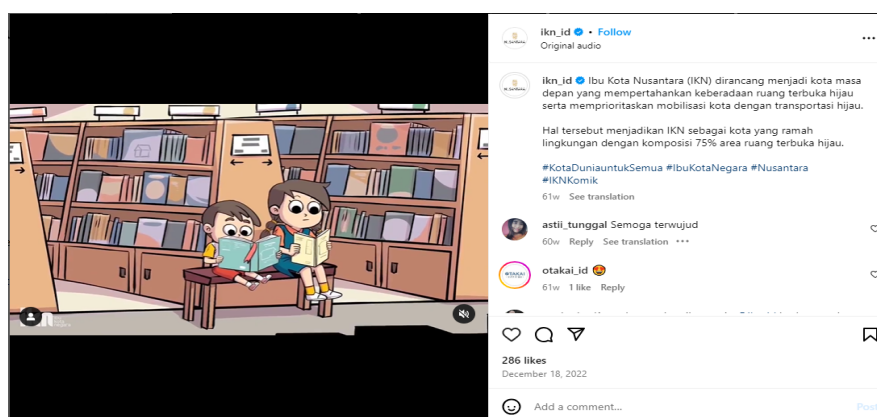 ikn_id • Follow
Original audio
ikn_id Ibu Kota Nusantara (IKN) dirancang menjadi kota masa
depan yang mempertahankan keberadaan ruang terbuka hijau
serta memprioritaskan mobilisasi kota dengan transportasi hijau.
Hal tersebut menjadikan IKN sebagai kota yang ramah
lingkungan dengan komposisi 75% area ruang terbuka hijau.
#KotaDuniauntukSemua #IbuKotaNegara #Nusantara
#IKNKomik
61w See translation
astii_tunggal Semoga terwujud
60w Reply See translation •••
otakai_id 😍
61w 1 like Reply
286 likes
December 18, 2022
Add a comment...
Post